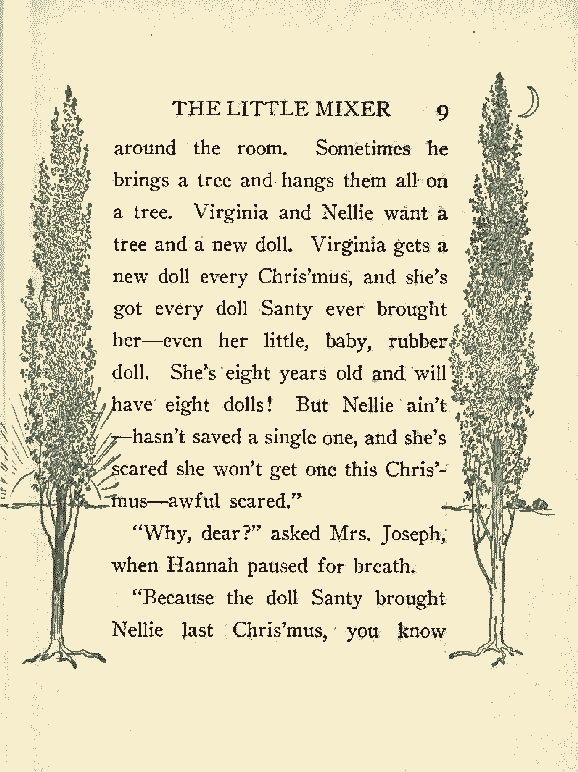 THE LITTLE MIXER 9
around the room. Sometimes he
brings a tree and hangs them all on
a tree. Virginia and Nellie want a
tree and a new doll. Virginia gets a
new doll every Chris'mus, and she's
got every doll Santy ever brought
her—even her little, baby, rubber
doll. She's eight years old and will
have eight dolls! But Nellie ain't
—hasn't saved a single one, and she's
scared she won't get one this Chris'-
mus—awful scared."
"Why, dear?" asked Mrs. Joseph,
when Hannah paused for breath.
"Because the doll Santy brought
Nellie last Chris'mus, you know